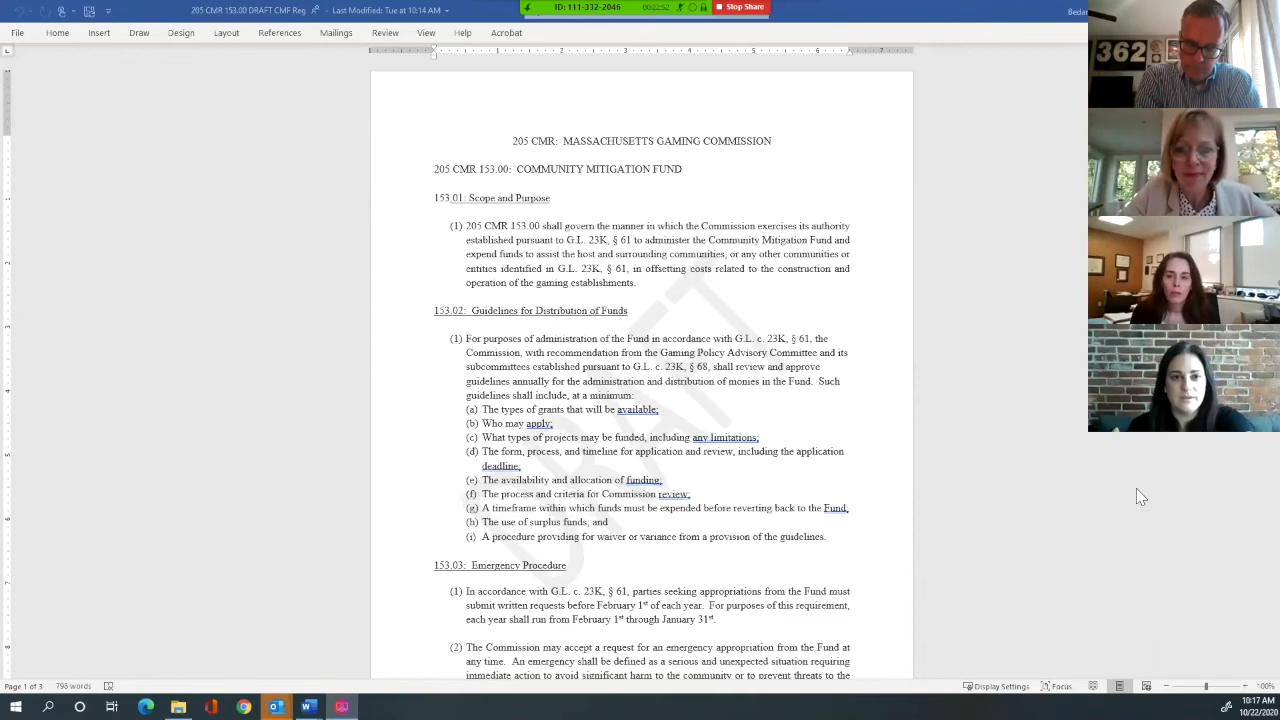 205 CMR 153.00 DRAFT CMF Reg
Last Modified: Tue at 10:14 AM
ID: 111-332-2046
00:22:52
Stop Share
Bedar
File Home Insert Draw Design Layout References Mailings Review View Help Acrobat
1 2 3 4 5 6 7
205 CMR: MASSACHUSETTS GAMING COMMISSION
205 CMR 153.00: COMMUNITY MITIGATION FUND
153.01: Scope and Purpose
(1) 205 CMR 153.00 shall govern the manner in which the Commission exercises its authority
established pursuant to G.L. 23K, § 61 to administer the Community Mitigation Fund and
expend funds to assist the host and surrounding communities, or any other communities or
entities identified in G.L. 23K, § 61, in offsetting costs related to the construction and
operation of the gaming establishments.
153.02: Guidelines for Distribution of Funds
(1) For purposes of administration of the Fund in accordance with G.L. c. 23K, § 61, the
Commission, with recommendation from the Gaming Policy Advisory Committee and its
subcommittees established pursuant to G.L. c. 23K, § 68, shall review and approve
guidelines annually for the administration and distribution of monies in the Fund. Such
guidelines shall include, at a minimum:
(a) The types of grants that will be available;
(b) Who may apply;
(c) What types of projects may be funded, including any limitations;
(d) The form, process, and timeline for application and review, including the application
deadline;
(e) The availability and allocation of funding;
(f) The process and criteria for Commission review;
(g) A timeframe within which funds must be expended before reverting back to the Fund;
(h) The use of surplus funds; and
(i) A procedure providing for waiver or variance from a provision of the guidelines.
153.03: Emergency Procedure
(1) In accordance with G.L. c. 23K, § 61, parties seeking appropriations from the Fund must
submit written requests before February 1st of each year. For purposes of this requirement,
each year shall run from February 1st through January 31st.
(2) The Commission may accept a request for an emergency appropriation from the Fund at
any time. An emergency shall be defined as a serious and unexpected situation requiring
immediate action to avoid significant harm to the community or to prevent threats to the
DRAFT
362
Page 1 of 3 798 words
Display Settings Focus 100%
10:17 AM
10/22/2020